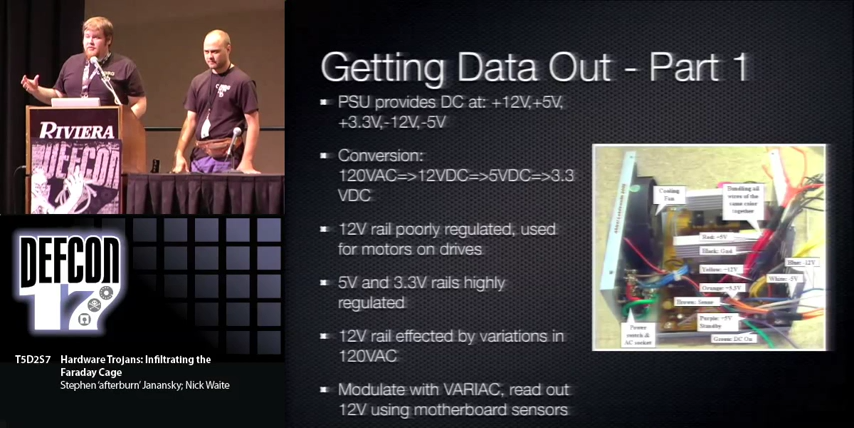 Getting Data Out - Part 1
PSU provides DC at: +12V,+5V,
+3.3V,-12V,-5V
Conversion:
120VAC=>12VDC=>5VDC=>3.3
VDC
12V rail poorly regulated, used
for motors on drives
5V and 3.3V rails highly
regulated
12V rail effected by variations in
120VAC
Modulate with VARIAC, read out
12V using motherboard sensors
Cooling
Fan
Bundling all
wires of the
same color
together
Red: +5V
Black: Gnd
Yellow: +12V
Orange: +3.3V
Brown: Sense
Purple: +5V
Standby
Green: DC On
Blue: -12V
White: -5V
Power
switch &
AC socket
RIVIERA
DEFCON
DEFCON
17
T5D257 Hardware Trojans: Infiltrating the
Faraday Cage
Stephen 'afterburn' Janansky; Nick Waite